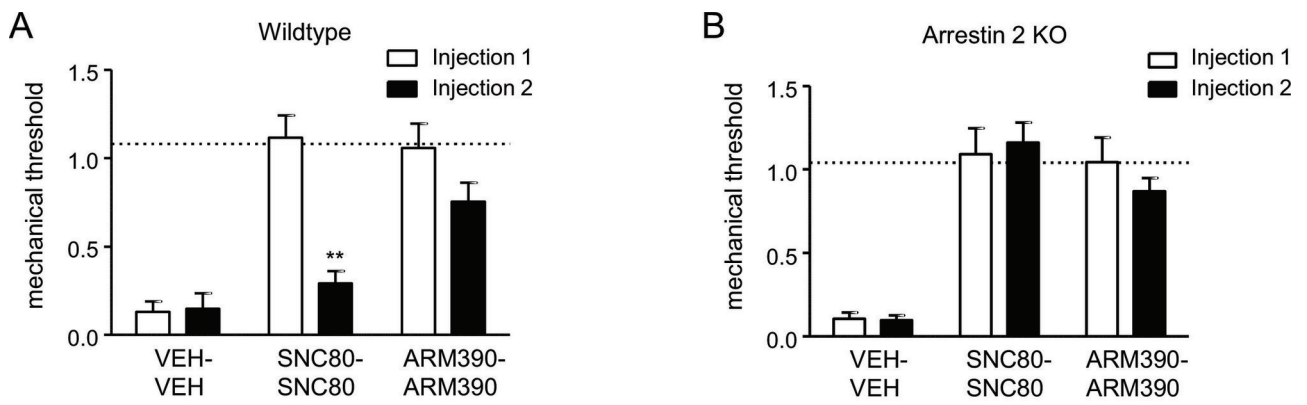 A
Wildtype
Injection 1
Injection 2
mechanical threshold
1.5
1.0
0.5
0.0
**
VEH-
VEH
SNC80-
SNC80
ARM390-
ARM390
B
Arrestin 2 KO
Injection 1
Injection 2
mechanical threshold
1.5
1.0
0.5
0.0
VEH-
VEH
SNC80-
SNC80
ARM390-
ARM390